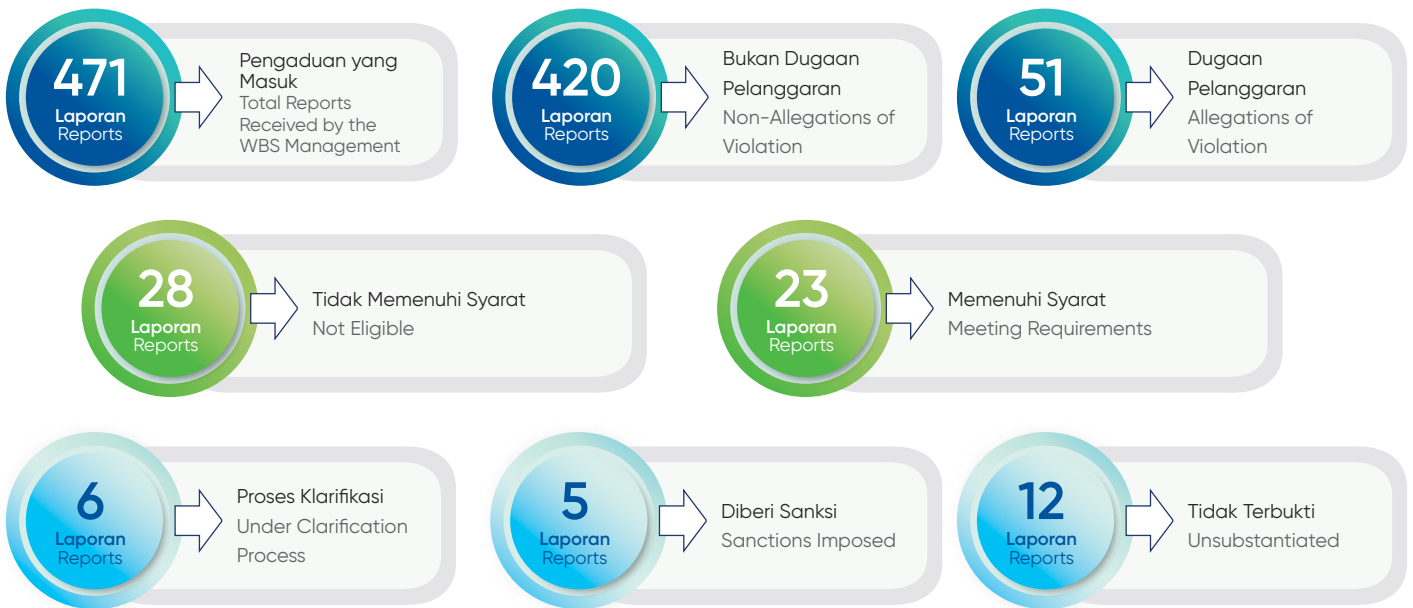 471
Laporan
Reports
Pengaduan yang
Masuk
Total Reports
Received by the
WBS Management
420
Laporan
Reports
Bukan Dugaan
Pelanggaran
Non-Allegations of
Violation
51
Laporan
Reports
Dugaan
Pelanggaran
Allegations of
Violation
28
Laporan
Reports
Tidak Memenuhi Syarat
Not Eligible
23
Laporan
Reports
Memenuhi Syarat
Meeting Requirements
6
Laporan
Reports
Proses Klarifikasi
Under Clarification
Process
5
Laporan
Reports
Diberi Sanksi
Sanctions Imposed
12
Laporan
Reports
Tidak Terbukti
Unsubstantiated